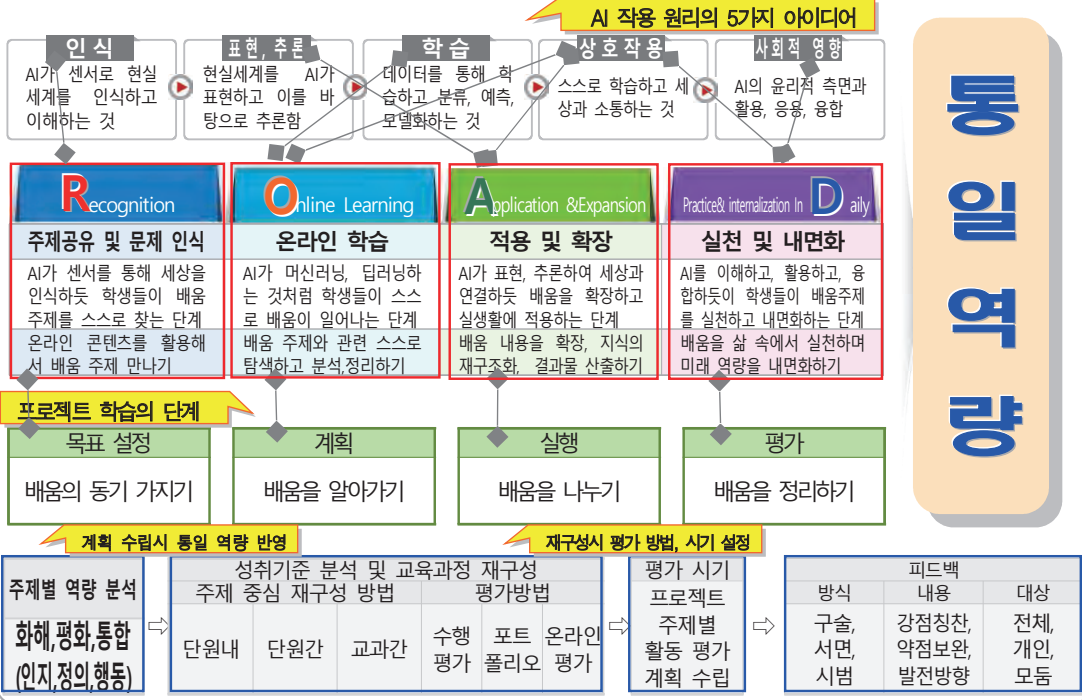 AI 작용 원리의 5가지 아이디어
인식
AI가 센서로 현실
세계를 인식하고
이해하는 것
표현, 추론
현실세계를 AI가
표현하고 이를 바
탕으로 추론함
학습
데이터를 통해 학
습하고 분류, 예측,
모델화하는 것
상호작용
스스로 학습하고 세
상과 소통하는 것
사회적 영향
AI의 윤리적 측면과
활용, 응용, 융합
통일역량
Recognition
주제공유 및 문제 인식
AI가 센서를 통해 세상을
인식하듯 학생들이 배움
주제를 스스로 찾는 단계
온라인 콘텐츠를 활용해
서 배움 주제 만나기
Online Learning
온라인 학습
AI가 머신러닝, 딥러닝하
는 것처럼 학생들이 스스
로 배움이 일어나는 단계
배움 주제와 관련 스스로
탐색하고 분석,정리하기
Application &Expansion
적용 및 확장
AI가 표현, 추론하여 세상과
연결하듯 배움을 확장하고
실생활에 적용하는 단계
배움 내용을 확장, 지식의
재구조화, 결과물 산출하기
Practice& internalization In Daily
실천 및 내면화
AI를 이해하고, 활용하고, 융
합하듯이 학생들이 배움주제
를 실천하고 내면화하는 단계
배움을 삶 속에서 실천하며
미래 역량을 내면화하기
프로젝트 학습의 단계
목표 설정
배움의 동기 가지기
계획
배움을 알아가기
실행
배움을 나누기
평가
배움을 정리하기
계획 수립시 통일 역량 반영
재구성시 평가 방법, 시기 설정
주제별 역량 분석
화해,평화,통합
(인지,정의,행동)
성취기준 분석 및 교육과정 재구성
주제 중심 재구성 방법
평가방법
단원내
단원간
교과간
수행
평가
포트
폴리오
온라인
평가
평가 시기
프로젝트
주제별
활동 평가
계획 수립
피드백
방식
내용
대상
구술,
서면,
시범
강점칭찬,
약점보완,
발전방향
전체,
개인,
모둠